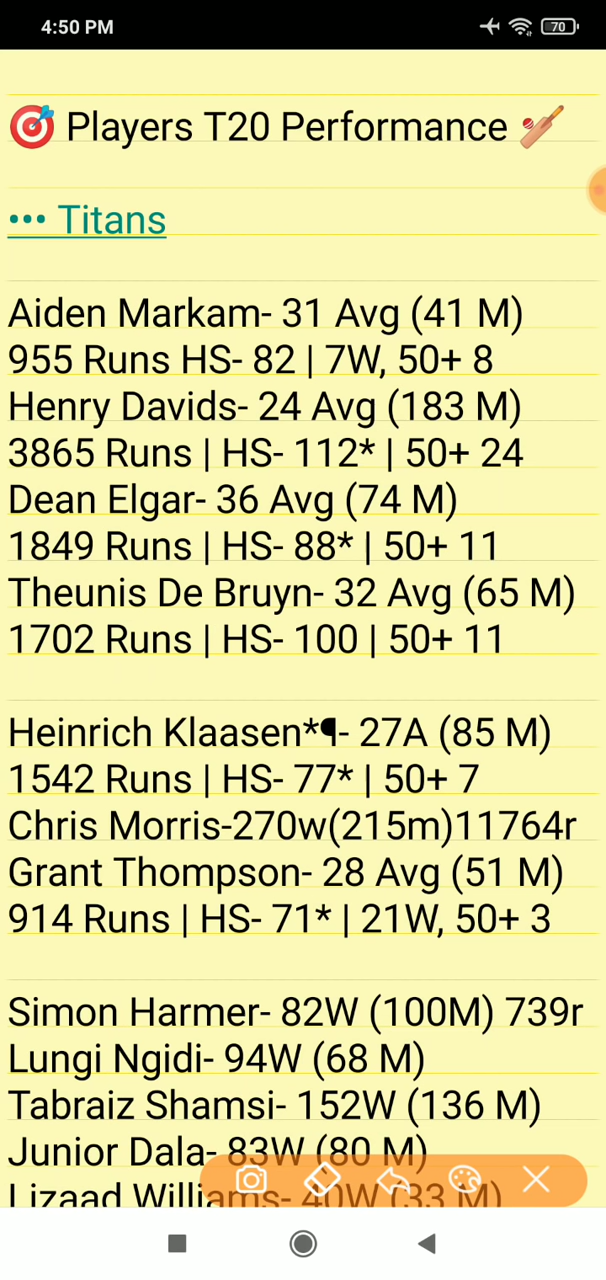 4:50 PM
70
🎯 Players T20 Performance 🏏
••• Titans
Aiden Markam- 31 Avg (41 M)
955 Runs HS- 82 | 7W, 50+ 8
Henry Davids- 24 Avg (183 M)
3865 Runs | HS- 112* | 50+ 24
Dean Elgar- 36 Avg (74 M)
1849 Runs | HS- 88* | 50+ 11
Theunis De Bruyn- 32 Avg (65 M)
1702 Runs | HS- 100 | 50+ 11
Heinrich Klaasen*¶- 27A (85 M)
1542 Runs | HS- 77* | 50+ 7
Chris Morris-270w(215m)11764r
Grant Thompson- 28 Avg (51 M)
914 Runs | HS- 71* | 21W, 50+ 3
Simon Harmer- 82W (100M) 739r
Lungi Ngidi- 94W (68 M)
Tabraiz Shamsi- 152W (136 M)
Junior Dala- 83W (80 M)
Lizaad Williams- 40W (33 M)